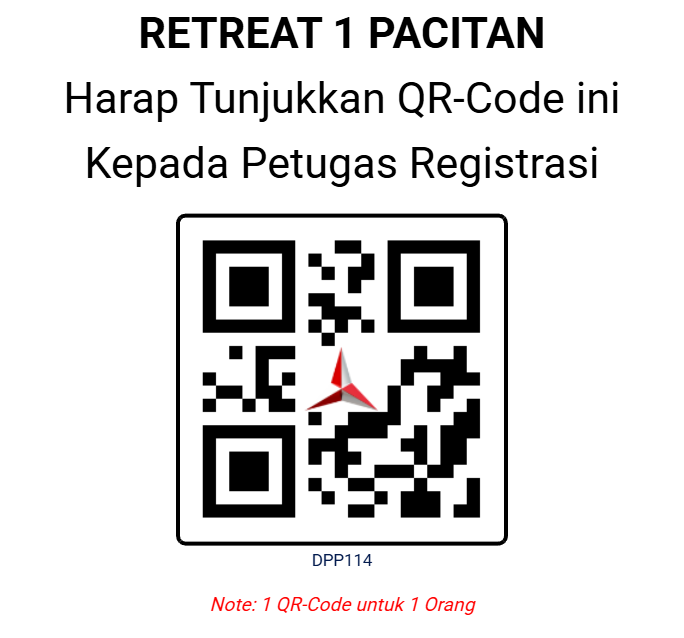 RETREAT 1 PACITAN
Harap Tunjukkan QR-Code ini
Kepada Petugas Registrasi
DPP114
Note: 1 QR-Code untuk 1 Orang